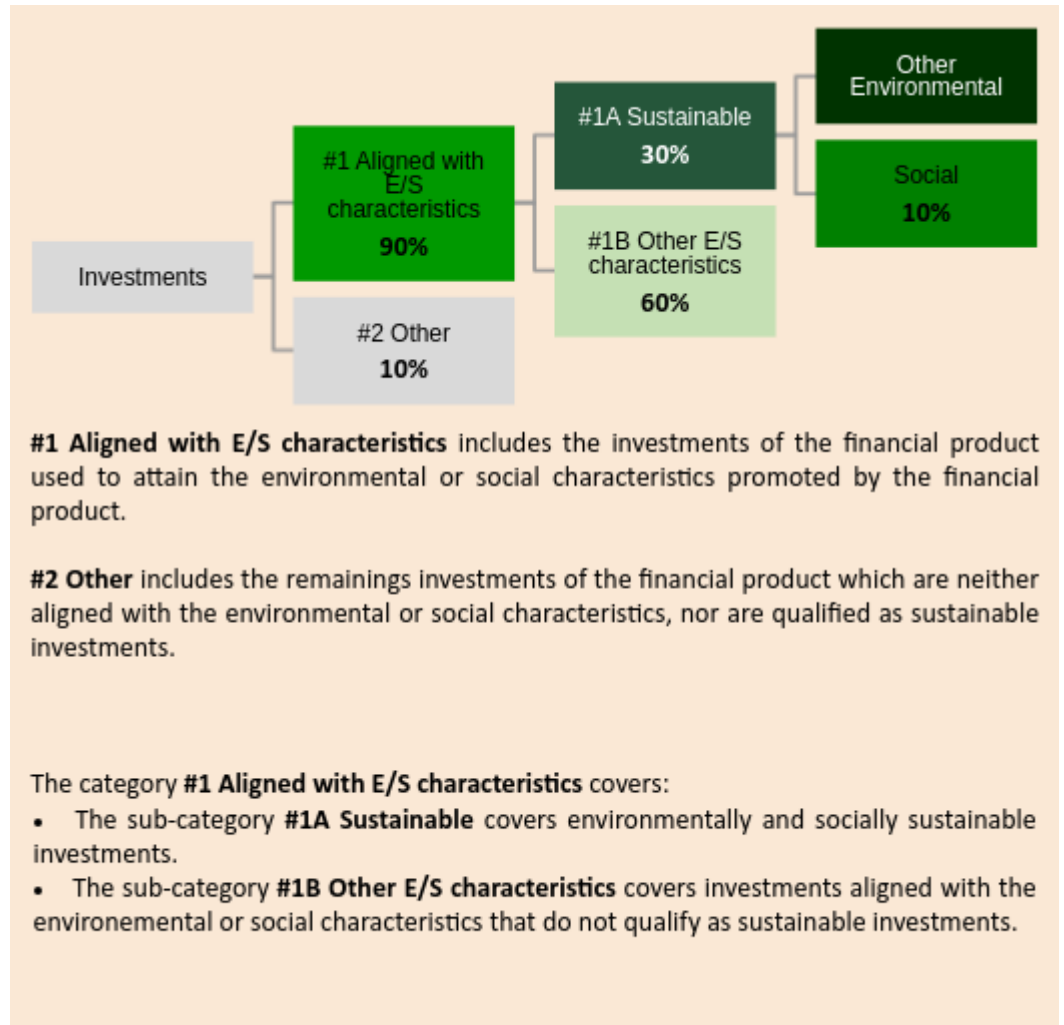 Other
Environmental
#1A Sustainable
30%
#1 Aligned with
E/S
characteristics
90%
Social
10%
#1B Other E/S
characteristics
60%
Investments
#2 Other
10%
#1 Aligned with E/S characteristics includes the investments of the financial product
used to attain the environmental or social characteristics promoted by the financial
product.
#2 Other includes the remainings investments of the financial product which are neither
aligned with the environmental or social characteristics, nor are qualified as sustainable
investments.
The category #1 Aligned with E/S characteristics covers:
• The sub-category #1A Sustainable covers environmentally and socially sustainable
investments.
• The sub-category #1B Other E/S characteristics covers investments aligned with the
environemental or social characteristics that do not qualify as sustainable investments.